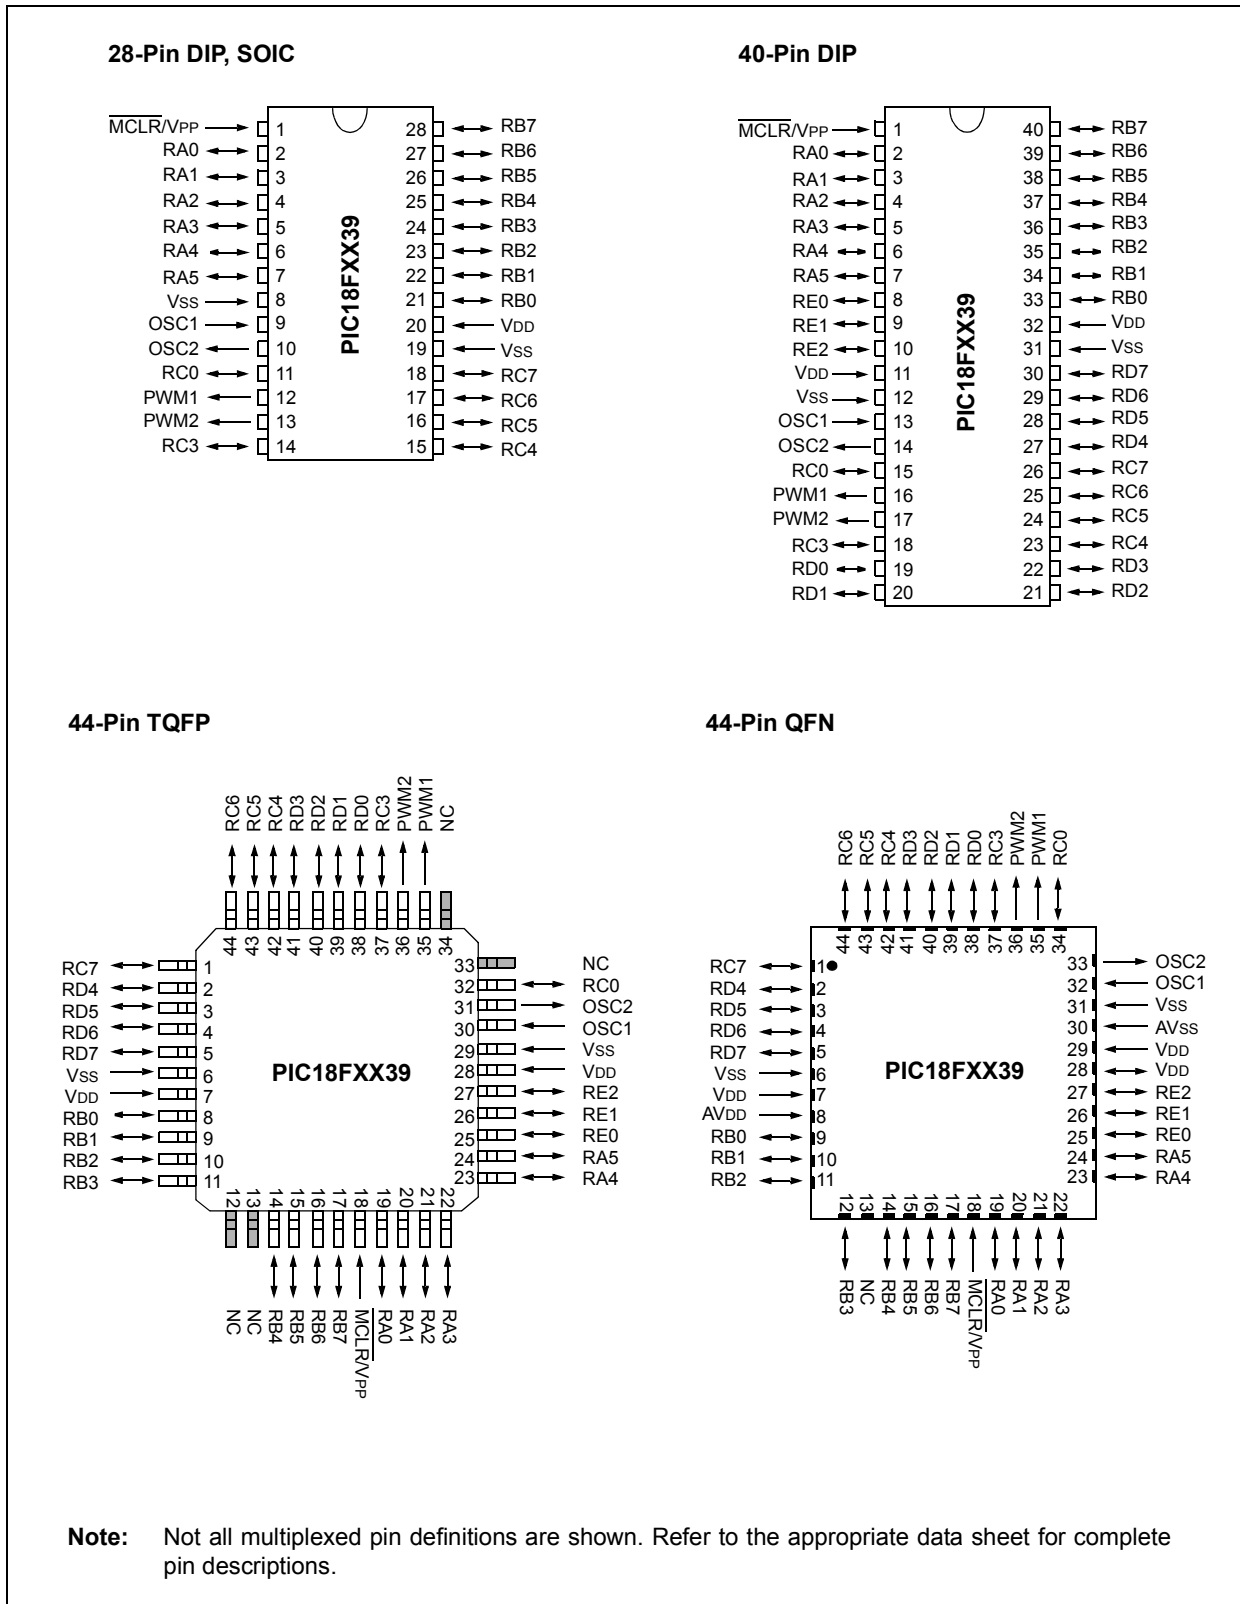 28-Pin DIP, SOIC
MCLR/VPP 1 28 RB7
RA0 2 27 RB6
RA1 3 26 RB5
RA2 4 25 RB4
RA3 5 24 RB3
RA4 6 23 RB2
RA5 7 22 RB1
VSS 8 21 RB0
OSC1 9 20 VDD
OSC2 10 19 VSS
RC0 11 18 RC7
PWM1 12 17 RC6
PWM2 13 16 RC5
RC3 14 15 RC4
PIC18FXX39
40-Pin DIP
MCLR/VPP 1 40 RB7
RA0 2 39 RB6
RA1 3 38 RB5
RA2 4 37 RB4
RA3 5 36 RB3
RA4 6 35 RB2
RA5 7 34 RB1
RE0 8 33 RB0
RE1 9 32 VDD
RE2 10 31 VSS
VDD 11 30 RD7
VSS 12 29 RD6
OSC1 13 28 RD5
OSC2 14 27 RD4
RC0 15 26 RC7
PWM1 16 25 RC6
PWM2 17 24 RC5
RC3 18 23 RC4
RD0 19 22 RD3
RD1 20 21 RD2
PIC18FXX39
44-Pin TQFP
RC6 RC5 RC4 RD3 RD2 RD1 RD0 RC3 PWM2 PWM1 NC
44 43 42 41 40 39 38 37 36 35 34
RC7 1 33 NC
RD4 2 32 RC0
RD5 3 31 OSC2
RD6 4 30 OSC1
RD7 5 29 VSS
VSS 6 28 VDD
VDD 7 27 RE2
RB0 8 26 RE1
RB1 9 25 RE0
RB2 10 24 RA5
RB3 11 23 RA4
PIC18FXX39
12 13 14 15 16 17 18 19 20 21 22
NC NC RB4 RB5 RB6 RB7 MCLR/VPP RA0 RA1 RA2 RA3
44-Pin QFN
RC6 RC5 RC4 RD3 RD2 RD1 RD0 RC3 PWM2 PWM1 RC0
44 43 42 41 40 39 38 37 36 35 34
RC7 1 33 OSC2
RD4 2 32 OSC1
RD5 3 31 VSS
RD6 4 30 AVSS
RD7 5 29 VDD
VSS 6 28 VDD
VDD 7 27 RE2
AVDD 8 26 RE1
RB0 9 25 RE0
RB1 10 24 RA5
RB2 11 23 RA4
PIC18FXX39
12 13 14 15 16 17 18 19 20 21 22
RB3 NC RB4 RB5 RB6 RB7 MCLR/VPP RA0 RA1 RA2 RA3
Note: Not all multiplexed pin definitions are shown. Refer to the appropriate data sheet for complete
pin descriptions.